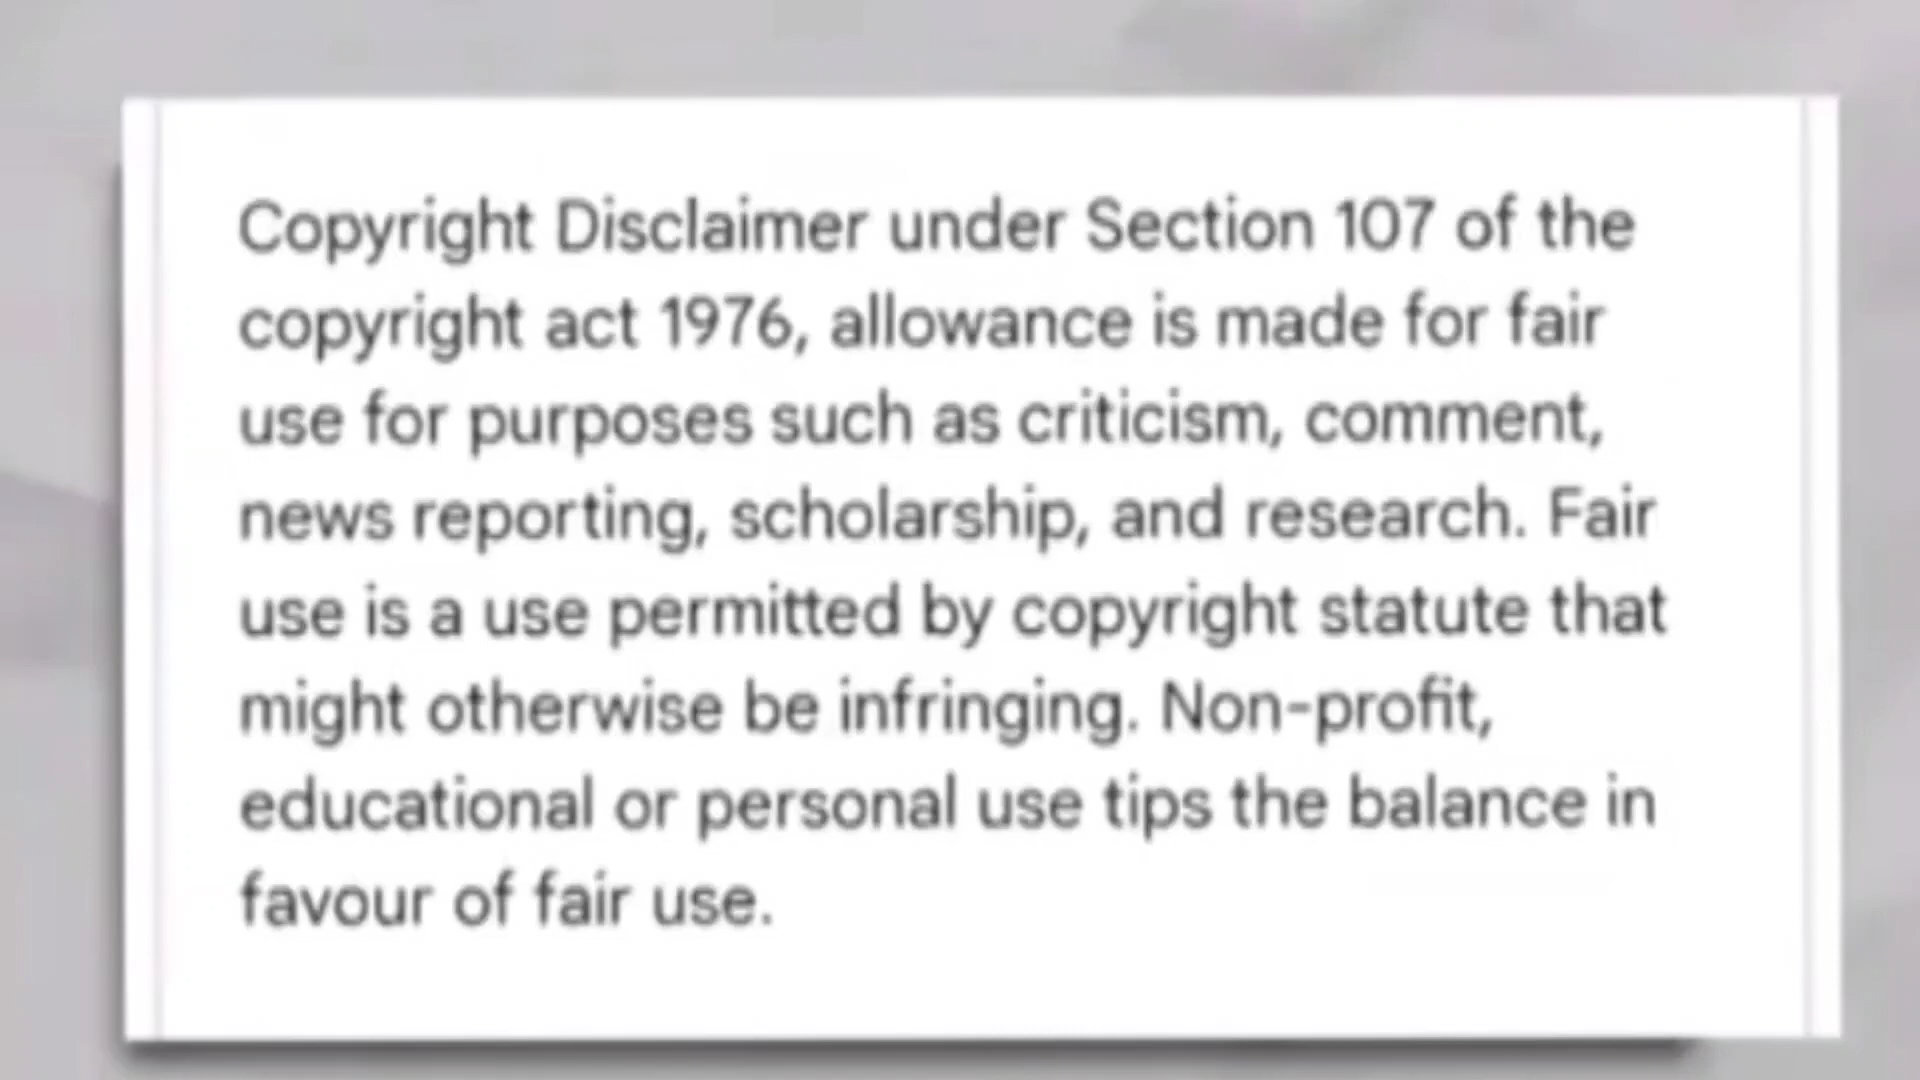 Copyright Disclaimer under Section 107 of the
copyright act 1976, allowance is made for fair
use for purposes such as criticism, comment,
news reporting, scholarship, and research. Fair
use is a use permitted by copyright statute that
might otherwise be infringing. Non-profit,
educational or personal use tips the balance in
favour of fair use.